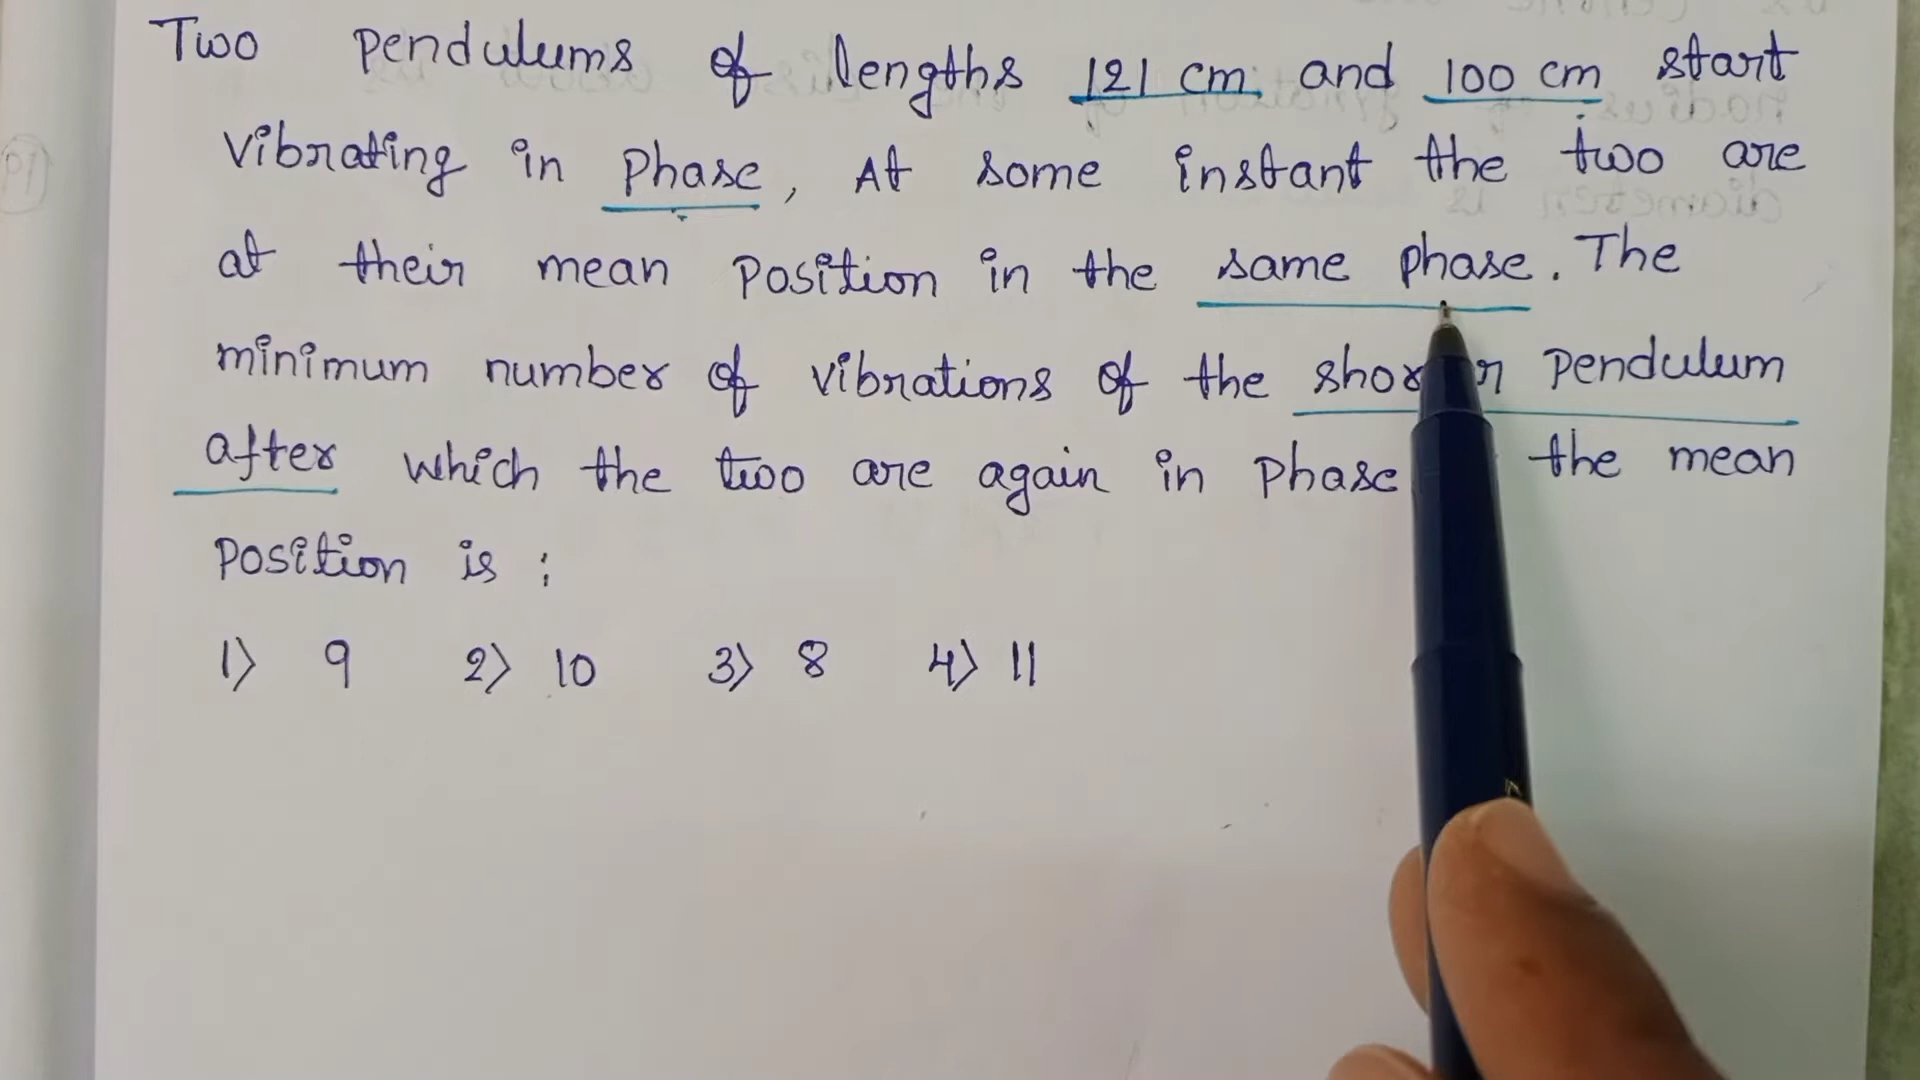 Two pendulums of lengths 121 cm and 100 cm start
vibrating in phase, At some instant the two are
at their mean position in the same phase. The
minimum number of vibrations of the pendulum
after which the two are again in phase the mean
position is :
1) 9 2) 10 3) 8 4) 11